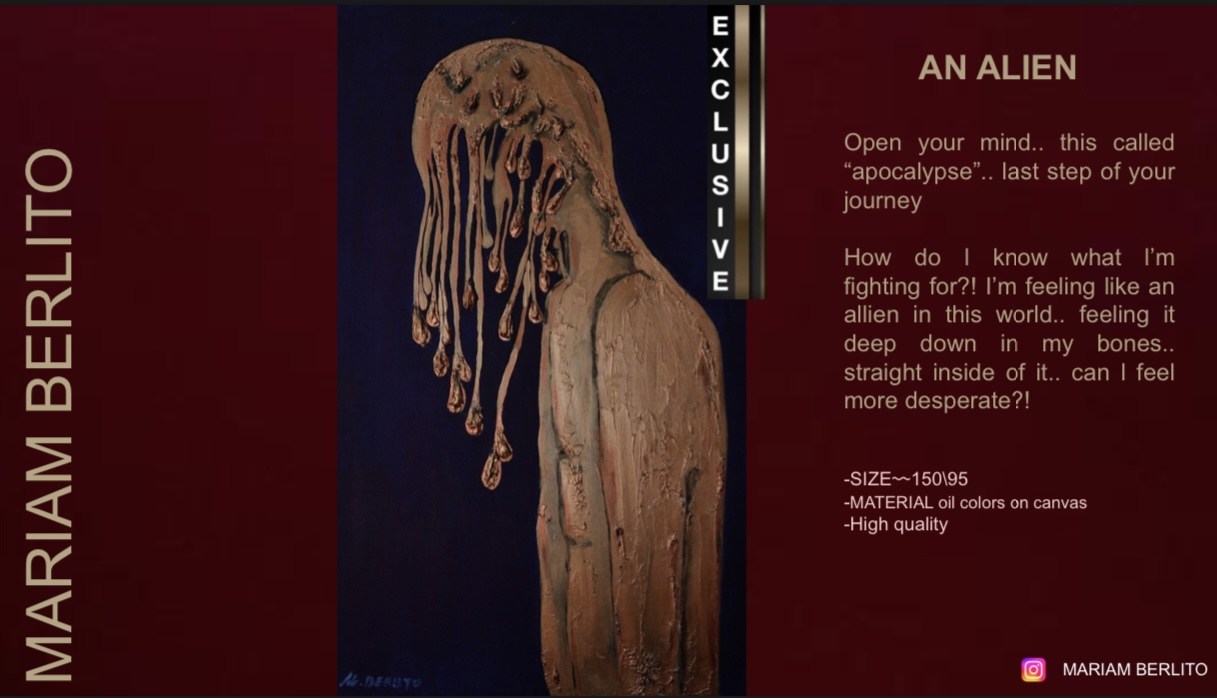 MARIAM BERLITO
EXCLUSIVE
M. BERLITO
AN ALIEN
Open your mind.. this called
“apocalypse”.. last step of your
journey
How do I know what I’m
fighting for?! I’m feeling like an
allien in this world.. feeling it
deep down in my bones..
straight inside of it.. can I feel
more desperate?!
-SIZE~~150\95
-MATERIAL oil colors on canvas
-High quality
MARIAM BERLITO